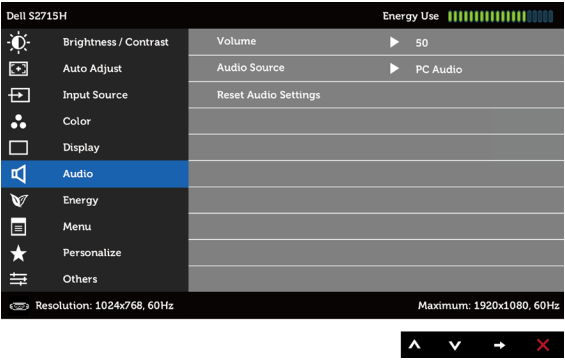 Dell S2715H Energy Use
Brightness / Contrast Volume 50
Auto Adjust Audio Source PC Audio
Input Source Reset Audio Settings
Color
Display
Audio
Energy
Menu
Personalize
Others
Resolution: 1024x768, 60Hz Maximum: 1920x1080, 60Hz